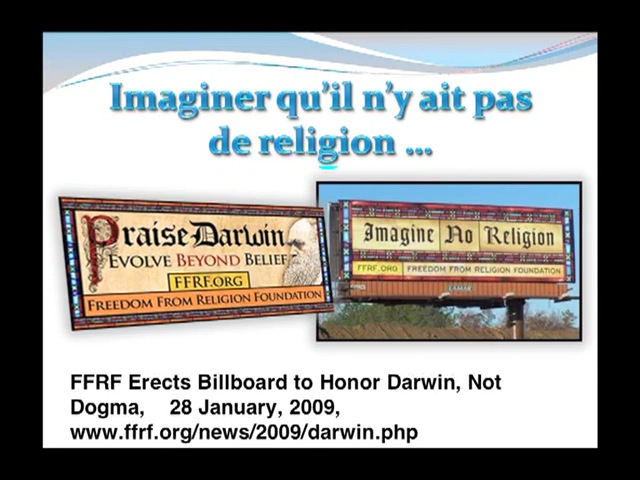 Imaginer qu'il n'y ait pas
de religion ...
Praise Darwin
EVOLVE BEYOND BELIEF
FFRF.ORG
FREEDOM FROM RELIGION FOUNDATION
Imagine No Religion
FFRF.ORG FREEDOM FROM RELIGION FOUNDATION
LAMAR
FFRF Erects Billboard to Honor Darwin, Not
Dogma, 28 January, 2009,
www.ffrf.org/news/2009/darwin.php